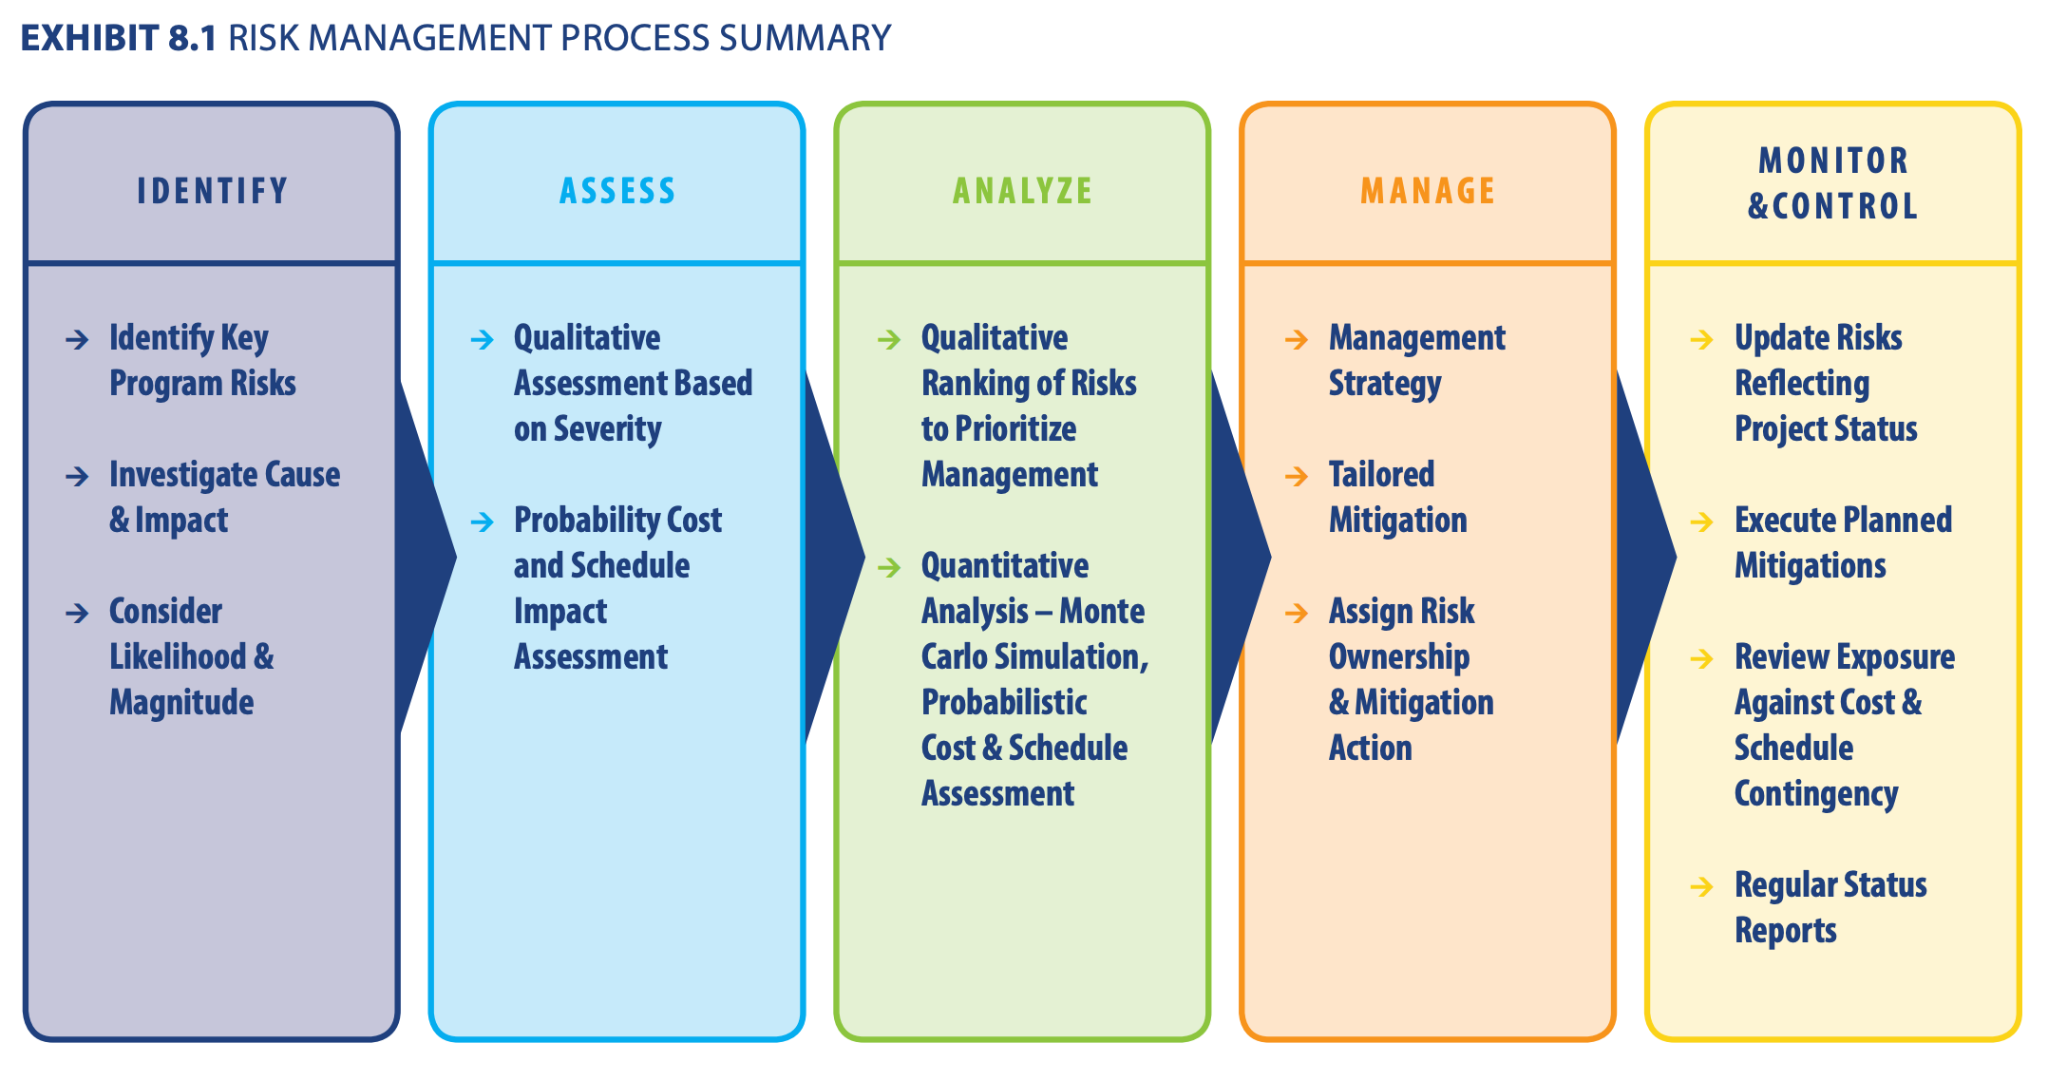 EXHIBIT 8.1 RISK MANAGEMENT PROCESS SUMMARY
IDENTIFY
→ Identify Key
Program Risks
→ Investigate Cause
& Impact
→ Consider
Likelihood &
Magnitude
ASSESS
→ Qualitative
Assessment Based
on Severity
→ Probability Cost
and Schedule
Impact
Assessment
ANALYZE
→ Qualitative
Ranking of Risks
to Prioritize
Management
→ Quantitative
Analysis – Monte
Carlo Simulation,
Probabilistic
Cost & Schedule
Assessment
MANAGE
→ Management
Strategy
→ Tailored
Mitigation
→ Assign Risk
Ownership
& Mitigation
Action
MONITOR
&CONTROL
→ Update Risks
Reflecting
Project Status
→ Execute Planned
Mitigations
→ Review Exposure
Against Cost &
Schedule
Contingency
→ Regular Status
Reports